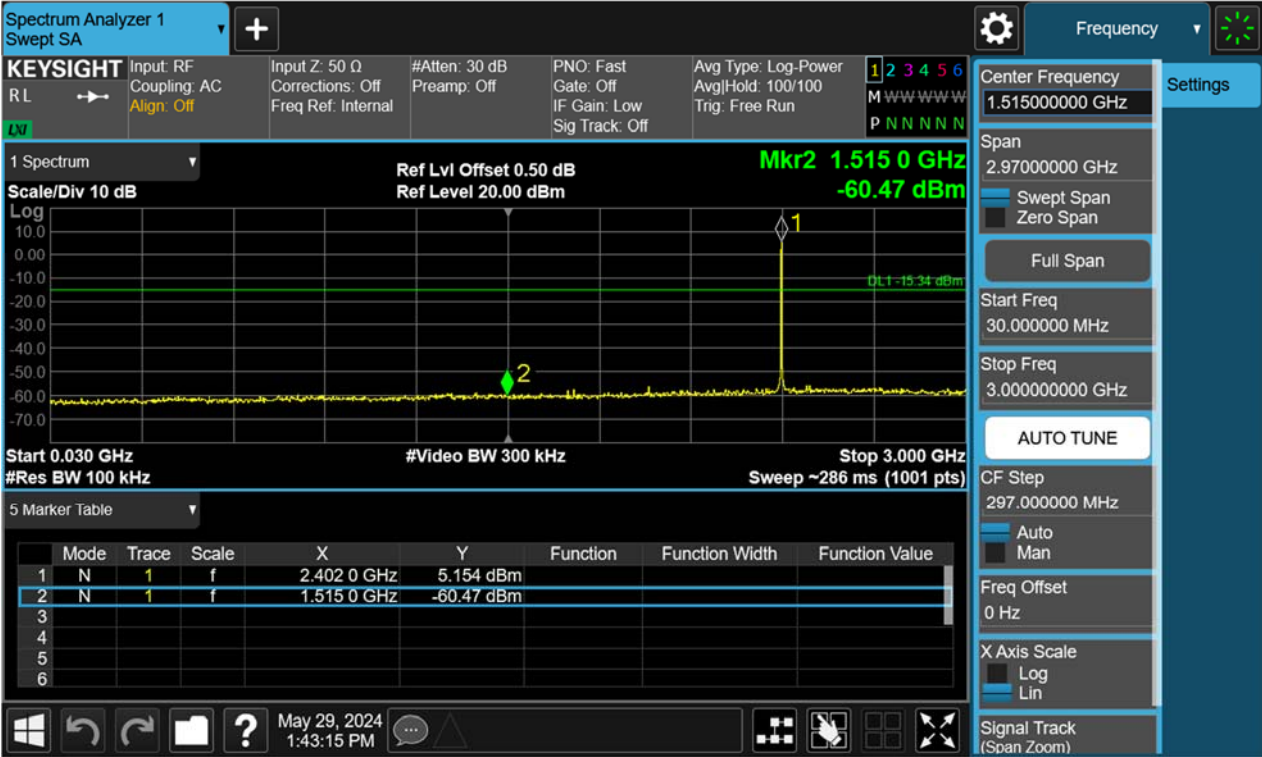 Spectrum Analyzer 1
Swept SA
+
Frequency
KEYSIGHT
R L
LXI
Input: RF
Coupling: AC
Align: Off
Input Z: 50 Ω
Corrections: Off
Freq Ref: Internal
#Atten: 30 dB
Preamp: Off
PNO: Fast
Gate: Off
IF Gain: Low
Sig Track: Off
Avg Type: Log-Power
Avg|Hold: 100/100
Trig: Free Run
1 2 3 4 5 6
M W W W W W
P N N N N N
1 Spectrum
Scale/Div 10 dB
Ref Lvl Offset 0.50 dB
Ref Level 20.00 dBm
Mkr2 1.515 0 GHz
-60.47 dBm
Log
10.0
0.00
-10.0
-20.0
-30.0
-40.0
-50.0
-60.0
-70.0
1
DL1 -15.34 dBm
2
Start 0.030 GHz
#Res BW 100 kHz
#Video BW 300 kHz
Stop 3.000 GHz
Sweep ~286 ms (1001 pts)
5 Marker Table
Mode Trace Scale X Y Function Function Width Function Value
1 N 1 f 2.402 0 GHz 5.154 dBm
2 N 1 f 1.515 0 GHz -60.47 dBm
3
4
5
6
?
May 29, 2024
1:43:15 PM
Center Frequency
1.515000000 GHz
Span
2.97000000 GHz
Swept Span
Zero Span
Full Span
Start Freq
30.000000 MHz
Stop Freq
3.000000000 GHz
AUTO TUNE
CF Step
297.000000 MHz
Auto
Man
Freq Offset
0 Hz
X Axis Scale
Log
Lin
Signal Track
(Span Zoom)
Settings